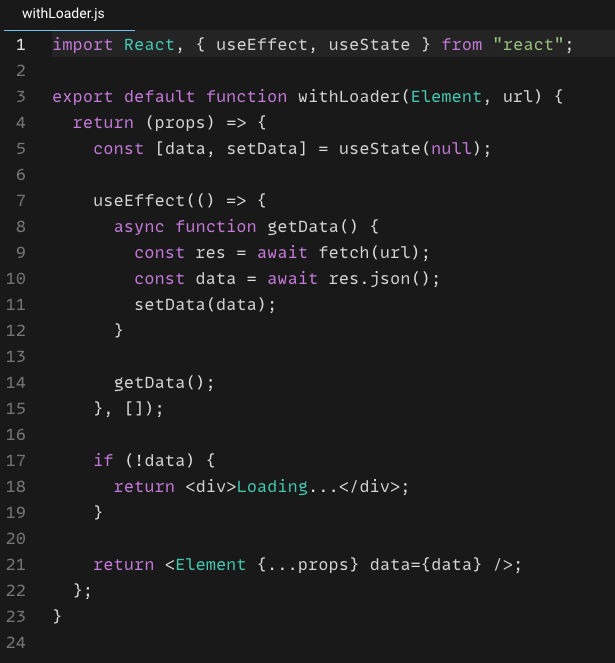 withLoader.js
1 import React, { useEffect, useState } from "react";
2
3 export default function withLoader(Element, url) {
4   return (props) => {
5     const [data, setData] = useState(null);
6
7     useEffect(() => {
8       async function getData() {
9         const res = await fetch(url);
10         const data = await res.json();
11         setData(data);
12       }
13
14       getData();
15     }, []);
16
17     if (!data) {
18       return <div>Loading...</div>;
19     }
20
21     return <Element {...props} data={data} />;
22   };
23 }
24